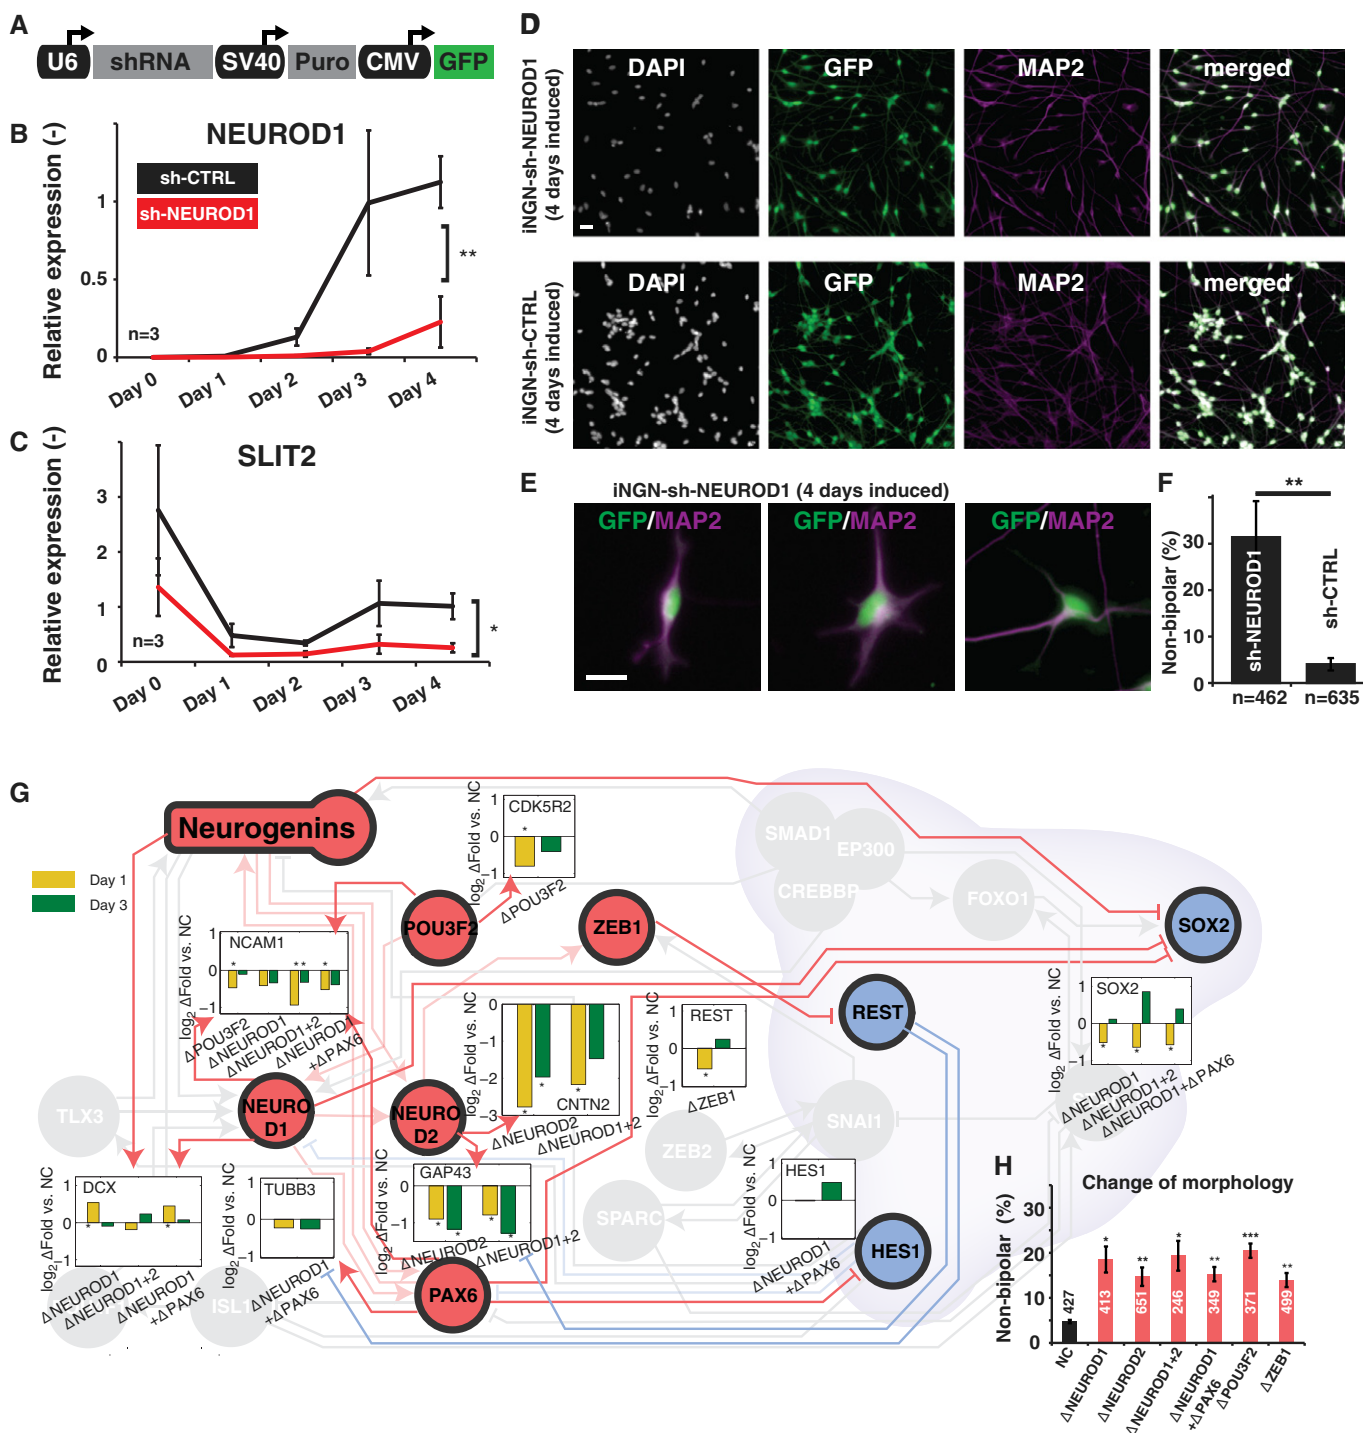 A
U6 shRNA SV40 Puro CMV GFP
B
NEUROD1
Relative expression (-)
sh-CTRL
sh-NEUROD1
1
0.5
0
**
n=3
Day 0 Day 1 Day 2 Day 3 Day 4
C
SLIT2
Relative expression (-)
3
2
1
0
*
n=3
Day 0 Day 1 Day 2 Day 3 Day 4
D
iNGN-sh-NEUROD1
(4 days induced)
DAPI GFP MAP2 merged
iNGN-sh-CTRL
(4 days induced)
DAPI GFP MAP2 merged
E
iNGN-sh-NEUROD1 (4 days induced)
GFP/MAP2 GFP/MAP2 GFP/MAP2
F
**
Non-bipolar (%)
30
20
10
0
sh-NEUROD1
sh-CTRL
n=462 n=635
G
Day 1
Day 3
Neurogenins
POU3F2
ZEB1
SMAD1
EP300
CREBBP
FOXO1
SOX2
REST
NEURO
D1
NEURO
D2
TLX3
ZEB2
SNAI1
SPARC
HES1
PAX6
ISL1
CDK5R2
log2 ΔFold vs. NC
1
0
−1
*
ΔPOU3F2
NCAM1
log2 ΔFold vs. NC
1
0
−1
* * * *
ΔPOU3F2
ΔNEUROD1
ΔNEUROD1+2
ΔNEUROD1
+ΔPAX6
log2 ΔFold vs. NC
0
−1
−2
−3
* * *
CNTN2
ΔNEUROD2
ΔNEUROD1+2
REST
log2 ΔFold vs. NC
1
0
−1
*
ΔZEB1
SOX2
log2 ΔFold vs. NC
1
0
−1
* * *
ΔNEUROD1
ΔNEUROD1+2
ΔNEUROD1+ΔPAX6
DCX
log2 ΔFold vs. NC
1
0
−1
* * *
ΔNEUROD1
ΔNEUROD1+2
ΔNEUROD1
+ΔPAX6
TUBB3
log2 ΔFold vs. NC
1
0
−1
ΔNEUROD1
+ΔPAX6
GAP43
log2 ΔFold vs. NC
0
−1
* * * *
ΔNEUROD2
ΔNEUROD1+2
HES1
log2 ΔFold vs. NC
1
0
−1
ΔNEUROD1
+ΔPAX6
H
Change of morphology
Non-bipolar (%)
30
20
10
0
* ** * ** *** **
427 413 651 246 349 371 499
NC
ΔNEUROD1
ΔNEUROD2
ΔNEUROD1+2
ΔNEUROD1
+ΔPAX6
ΔPOU3F2
ΔZEB1